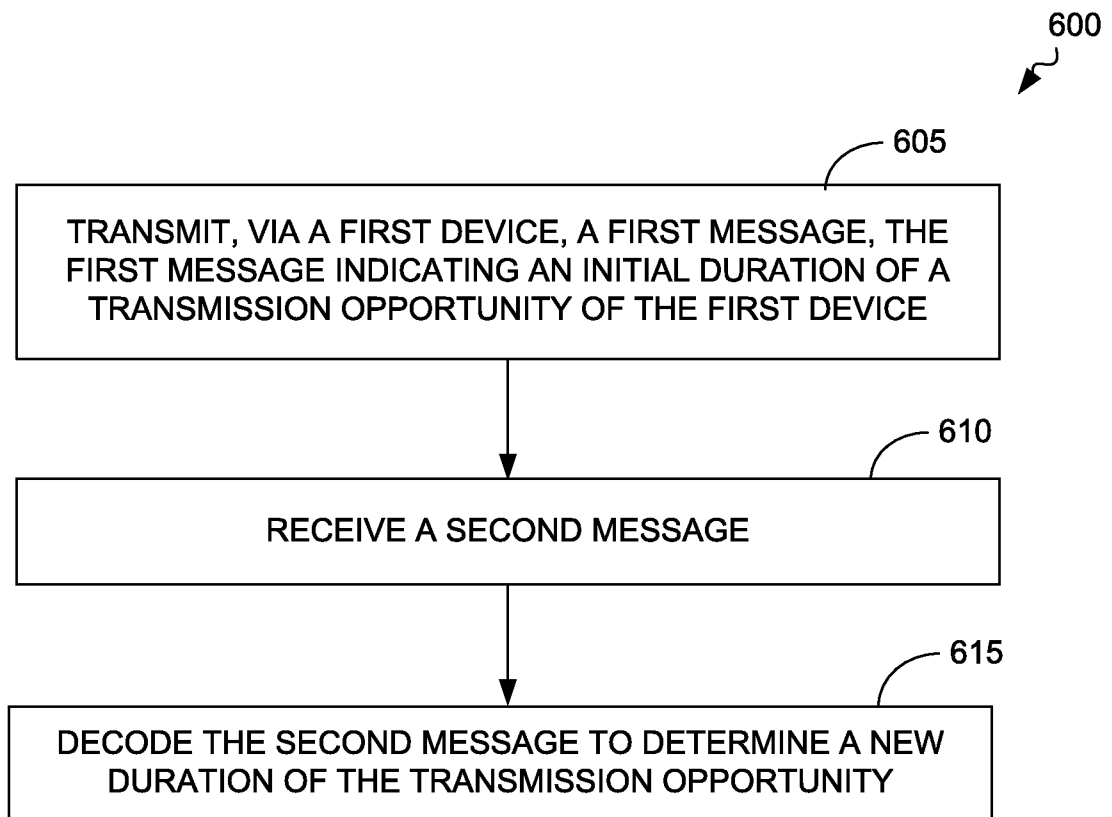 600
605
TRANSMIT, VIA A FIRST DEVICE, A FIRST MESSAGE, THE
FIRST MESSAGE INDICATING AN INITIAL DURATION OF A
TRANSMISSION OPPORTUNITY OF THE FIRST DEVICE
610
RECEIVE A SECOND MESSAGE
615
DECODE THE SECOND MESSAGE TO DETERMINE A NEW
DURATION OF THE TRANSMISSION OPPORTUNITY